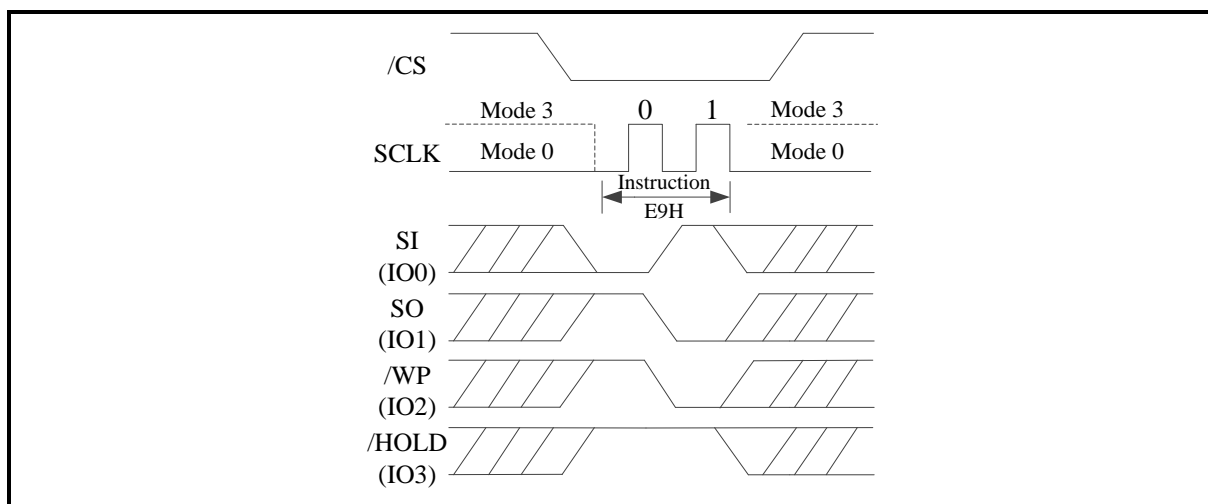 /CS
Mode 3 0 1 Mode 3
SCLK Mode 0 Mode 0
Instruction
E9H
SI
(IO0)
SO
(IO1)
/WP
(IO2)
/HOLD
(IO3)